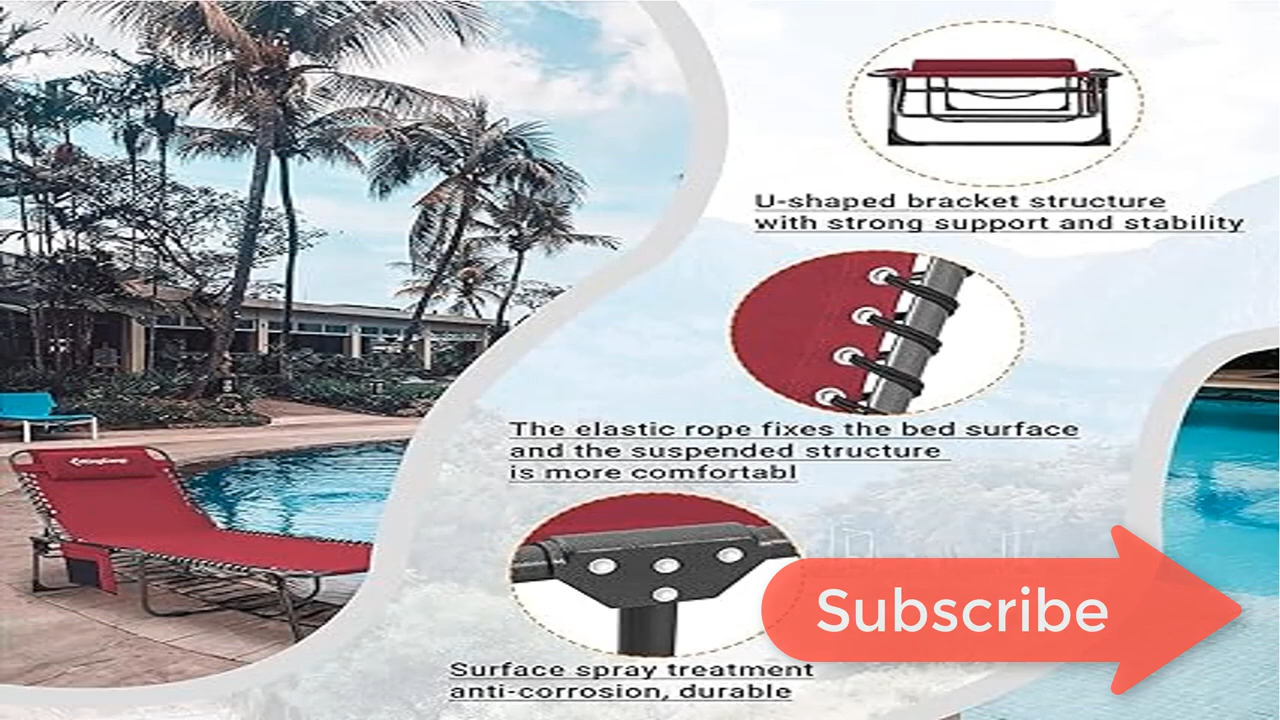 U-shaped bracket structure
with strong support and stability
The elastic rope fixes the bed surface
and the suspended structure
is more comfortabl
KingCamp
Surface spray treatment
anti-corrosion, durable
Subscribe